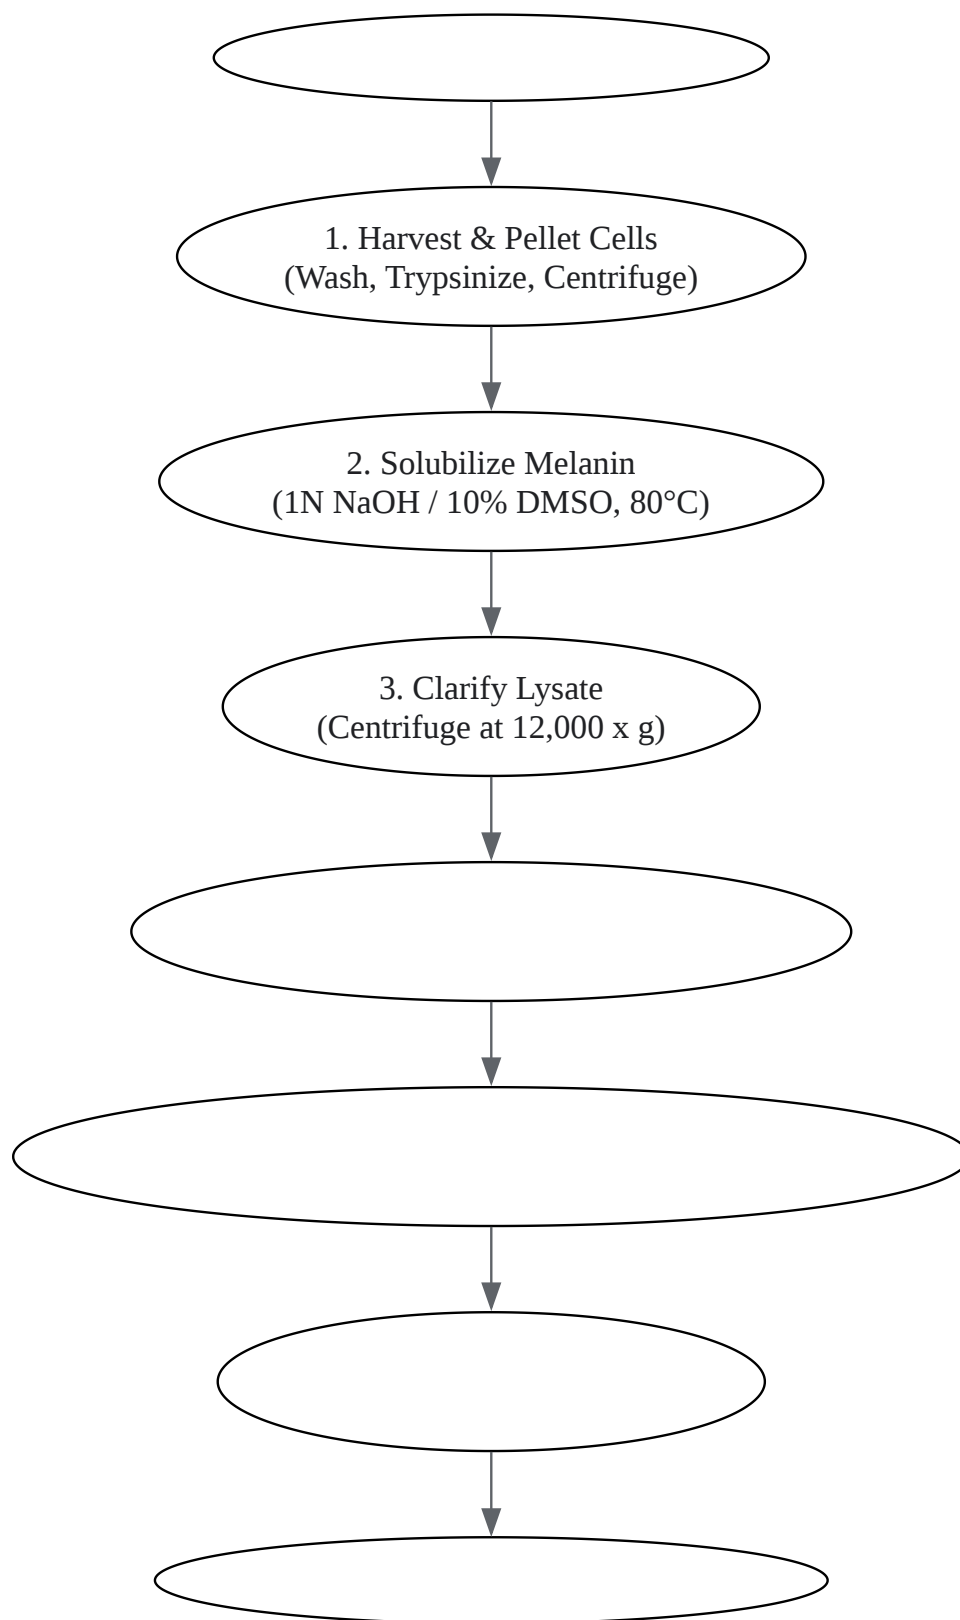 1. Harvest & Pellet Cells
(Wash, Trypsinize, Centrifuge)
2. Solubilize Melanin
(1N NaOH / 10% DMSO, 80°C)
3. Clarify Lysate
(Centrifuge at 12,000 x g)